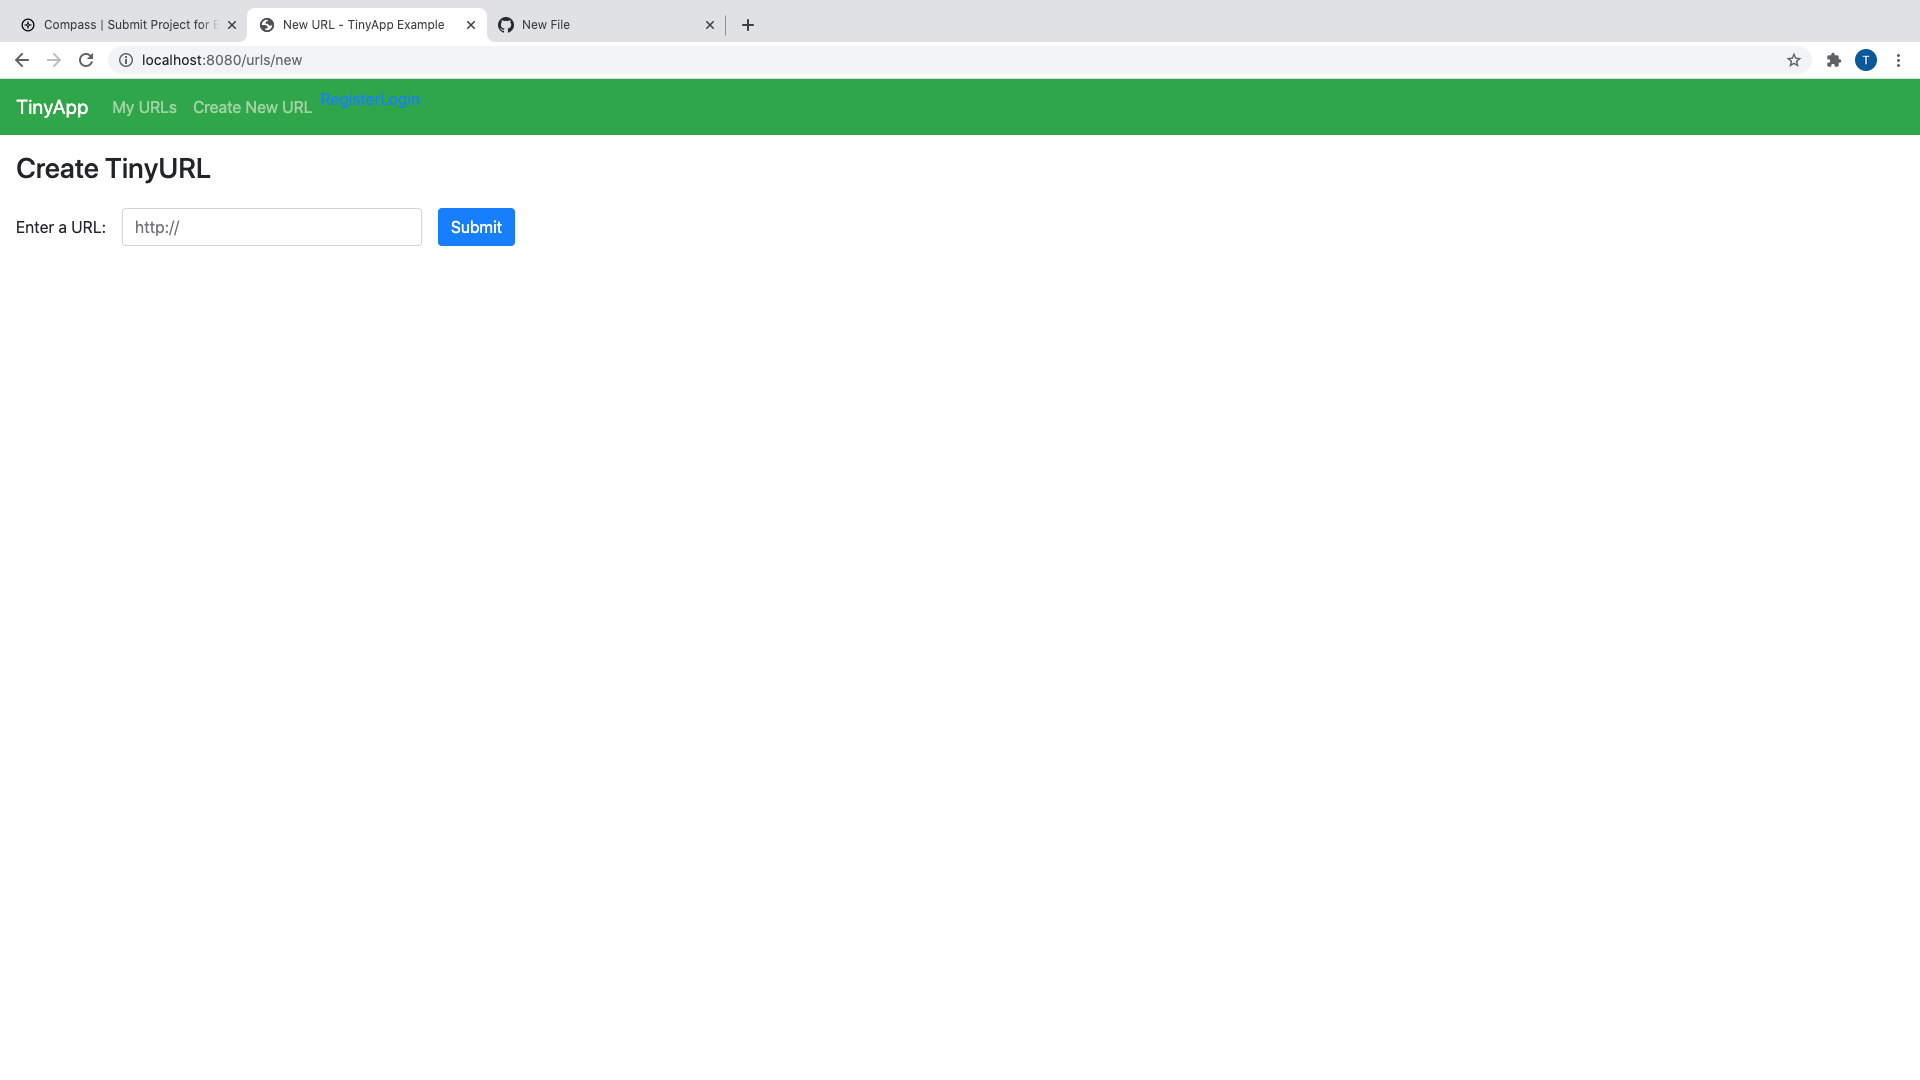 Compass | Submit Project for E
New URL - TinyApp Example
New File
localhost:8080/urls/new
T
TinyApp
My URLs
Create New URL
RegisterLogin
Create TinyURL
Enter a URL:
http://
Submit